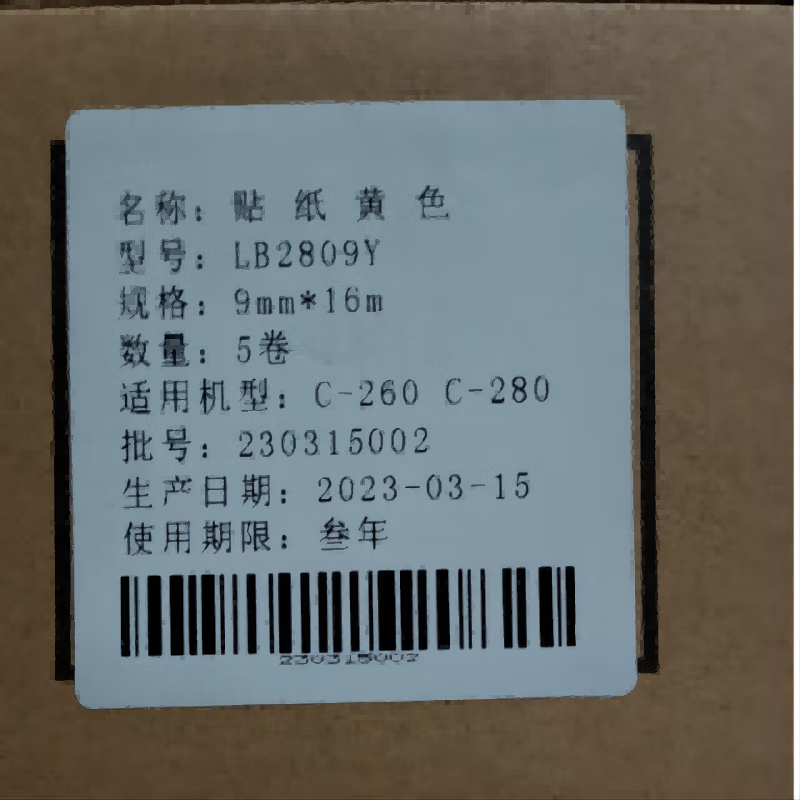 名称：贴 纸 黄 色
型号：LB2809Y
规格：9mm*16m
数量：5卷
适用机型：C-260 C-280
批号：230315002
生产日期：2023-03-15
使用期限：叁年
230315002